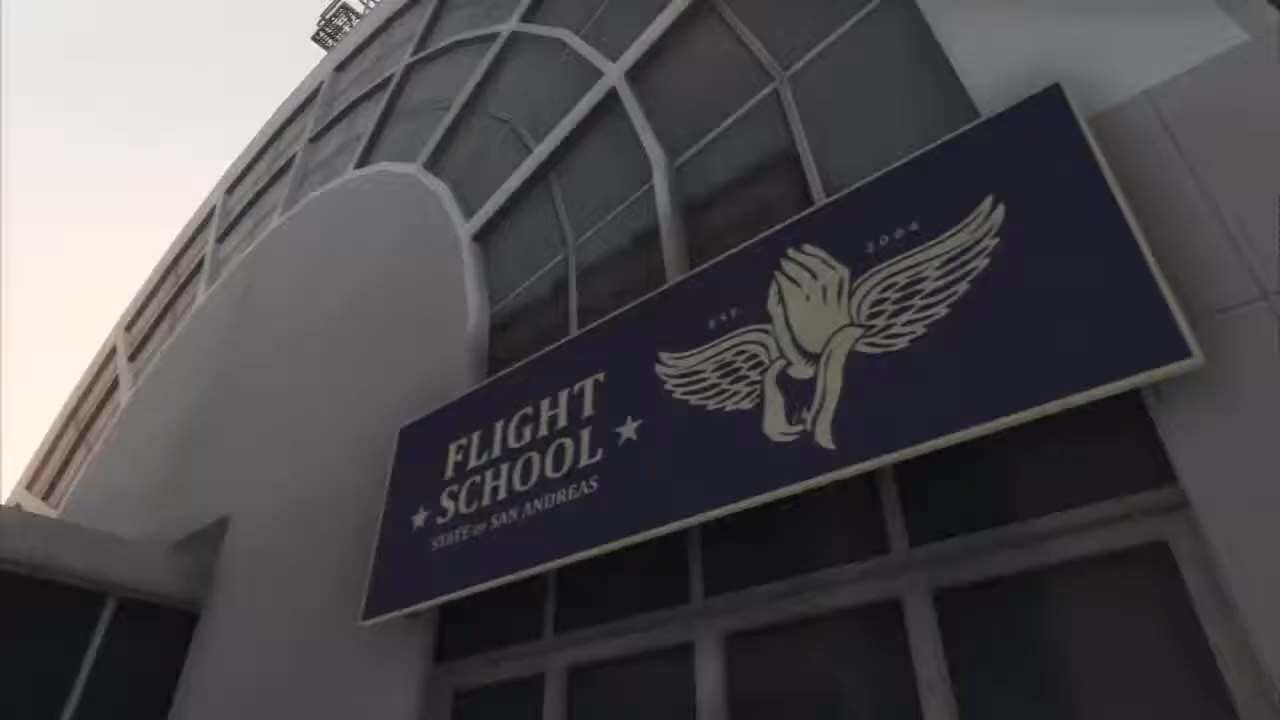 FLIGHT
SCHOOL
STATE OF SAN ANDREAS
EST.
2004